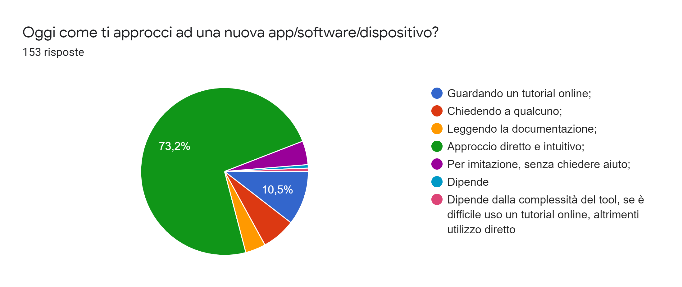 Oggi come ti approcci ad una nuova app/software/dispositivo?
153 risposte
73,2%
10,5%
Guardando un tutorial online;
Chiedendo a qualcuno;
Leggendo la documentazione;
Approccio diretto e intuitivo;
Per imitazione, senza chiedere aiuto;
Dipende
Dipende dalla complessità del tool, se è
difficile uso un tutorial online, altrimenti
utilizzo diretto